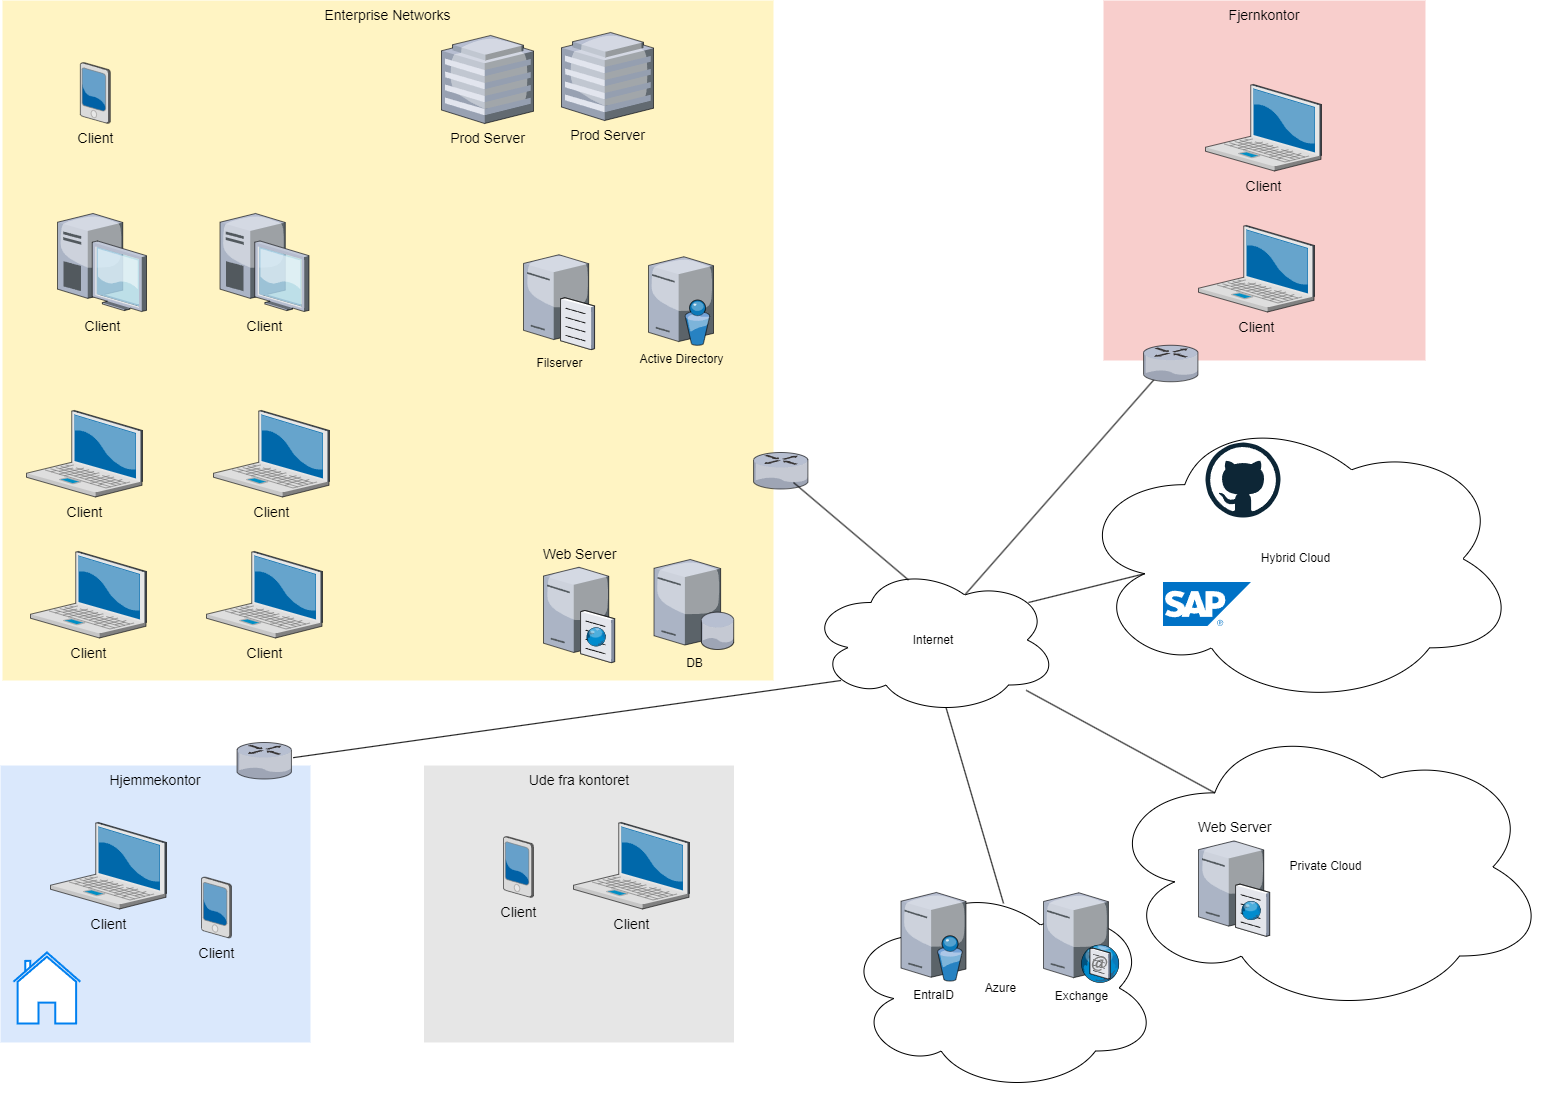 Enterprise Networks
Client
Prod Server
Prod Server
Client
Client
Filserver
Active Directory
Client
Client
Client
Client
Web Server
DB
Fjernkontor
Client
Client
Internet
Hybrid Cloud
SAP
®
Hjemmekontor
Client
Client
Ude fra kontoret
Client
Client
EntraID
Azure
Exchange
@
Web Server
Private Cloud